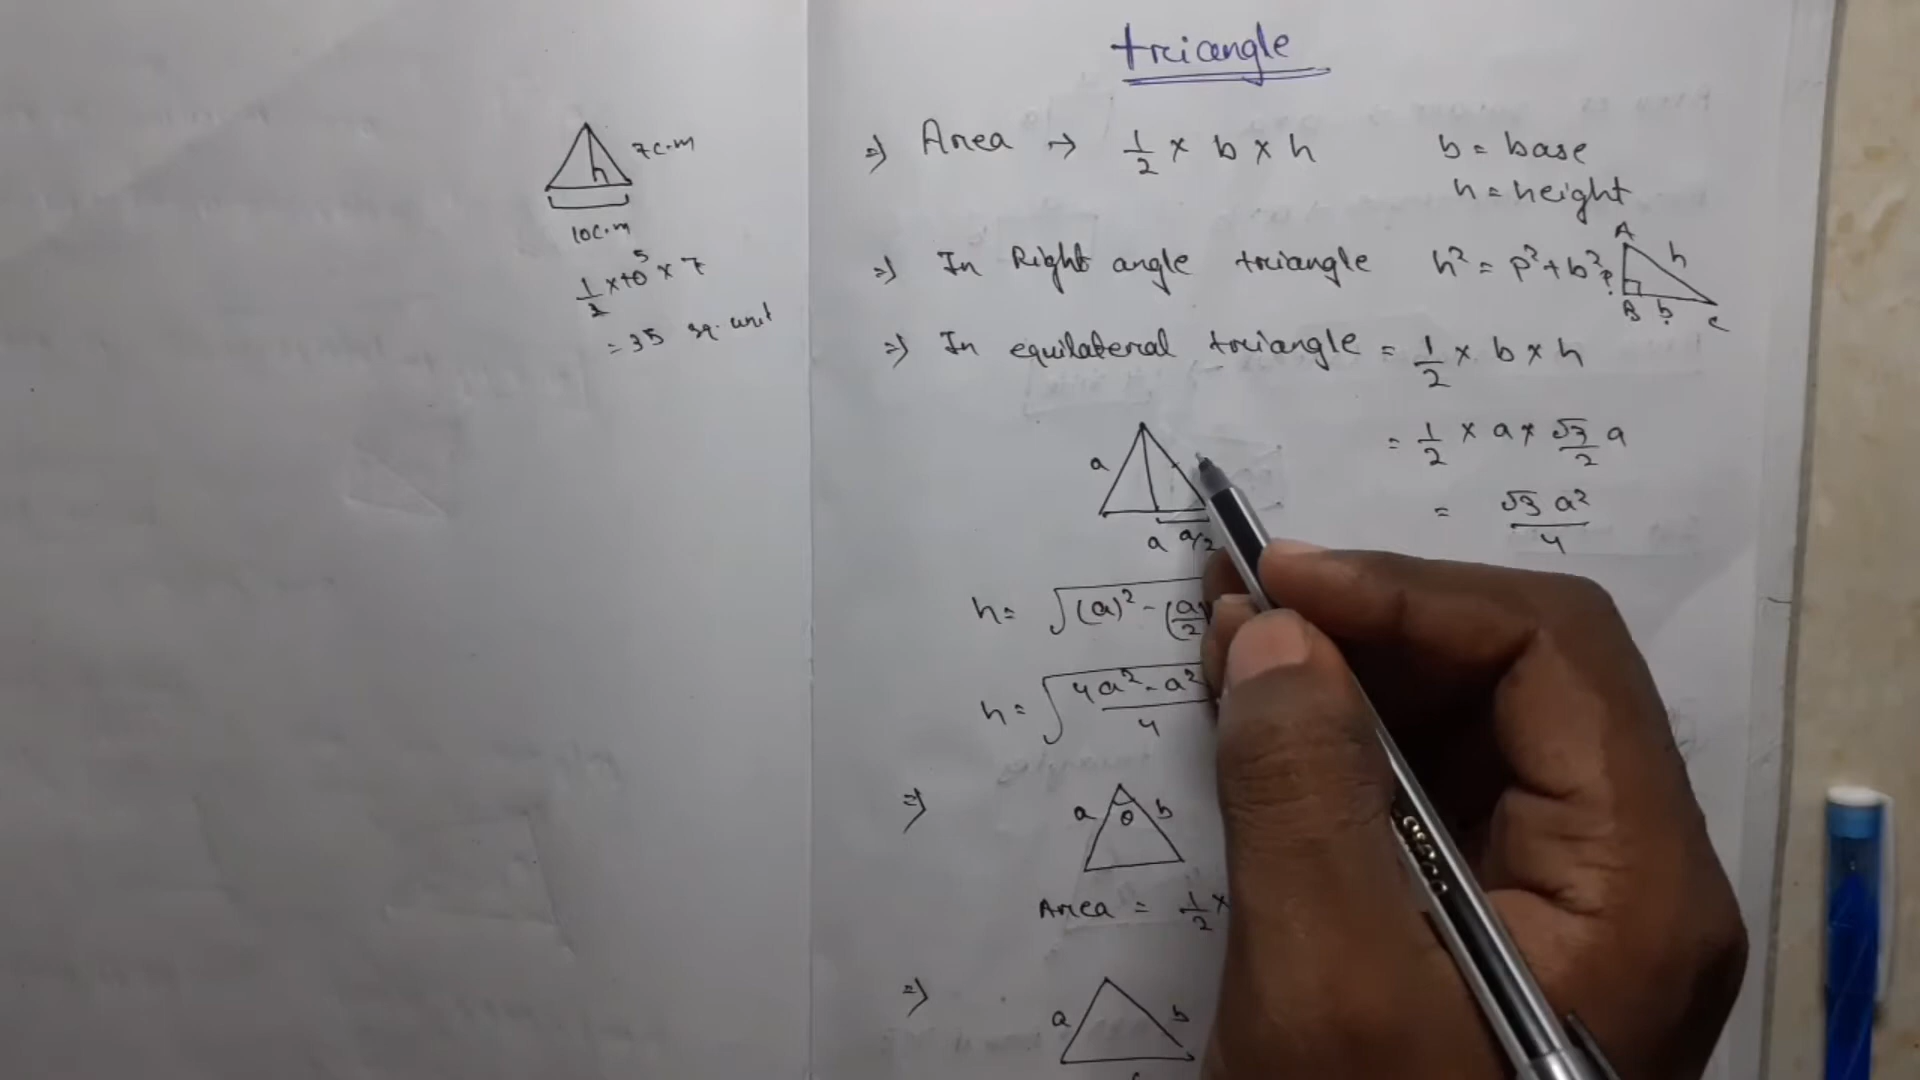 triangle
7c.m
h
10c.m
1/2 × 10 5 × 7
= 35 sq. unit
⇒ Area → 1/2 × b × h
b = base
h = height
⇒ In Right angle triangle h² = p² + b²
A
h
p
B b C
⇒ In equilateral triangle = 1/2 × b × h
= 1/2 × a × √3/2 a
= √3 a²/4
a
a a/2
h = √(a)² - (a/2)
h = √4a² - a²/4
⇒
a θ b
Area = 1/2 ×
⇒
a b